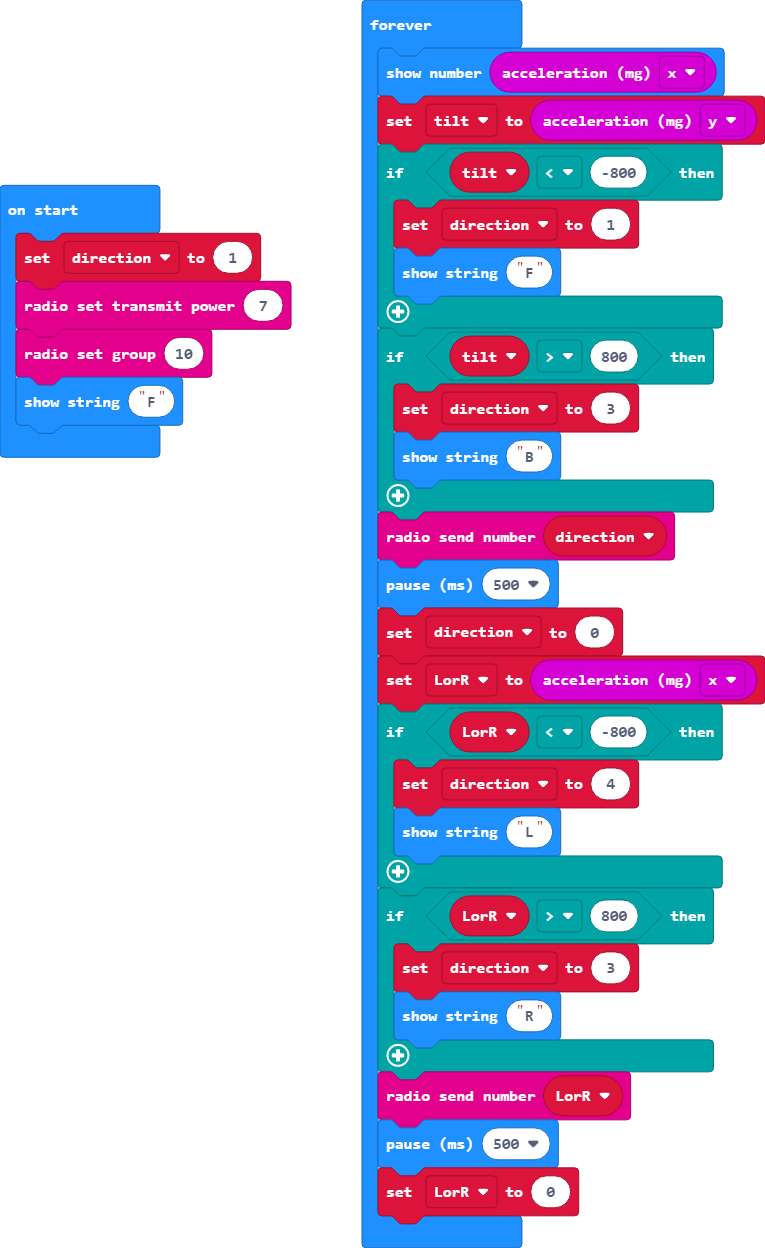 on start
set direction to 1
radio set transmit power 7
radio set group 10
show string "F"
forever
show number acceleration (mg) x
set tilt to acceleration (mg) y
if tilt < -800 then
set direction to 1
show string "F"
if tilt > 800 then
set direction to 3
show string "B"
radio send number direction
pause (ms) 500
set direction to 0
set LorR to acceleration (mg) x
if LorR < -800 then
set direction to 4
show string "L"
if LorR > 800 then
set direction to 3
show string "R"
radio send number LorR
pause (ms) 500
set LorR to 0